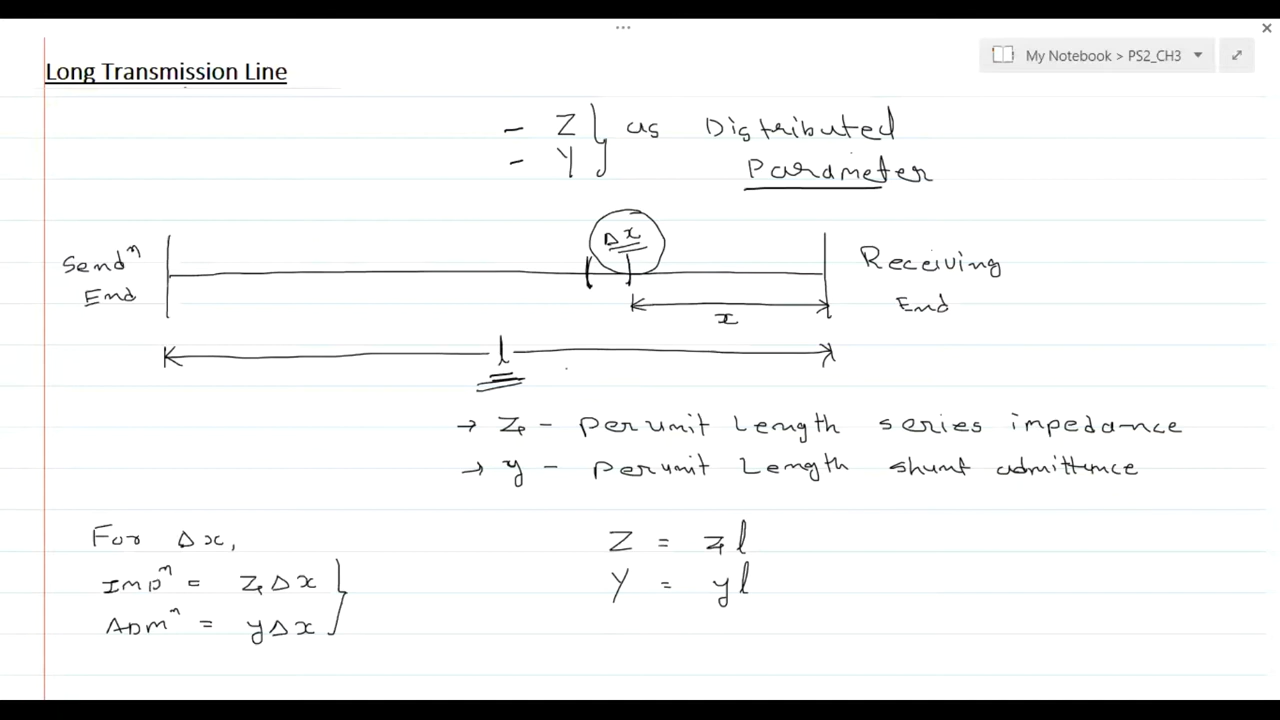 ...
My Notebook > PS2_CH3
Long Transmission Line
- Z } as Distributed
- Y } Parameter
Δx
Sendⁿ
End
Receiving
End
x
l
→ z - Per unit Length series impedance
→ y - Per unit Length shunt admittance
For Δx,
Impⁿ = zΔx
ADMⁿ = yΔx
Z = zl
Y = yl